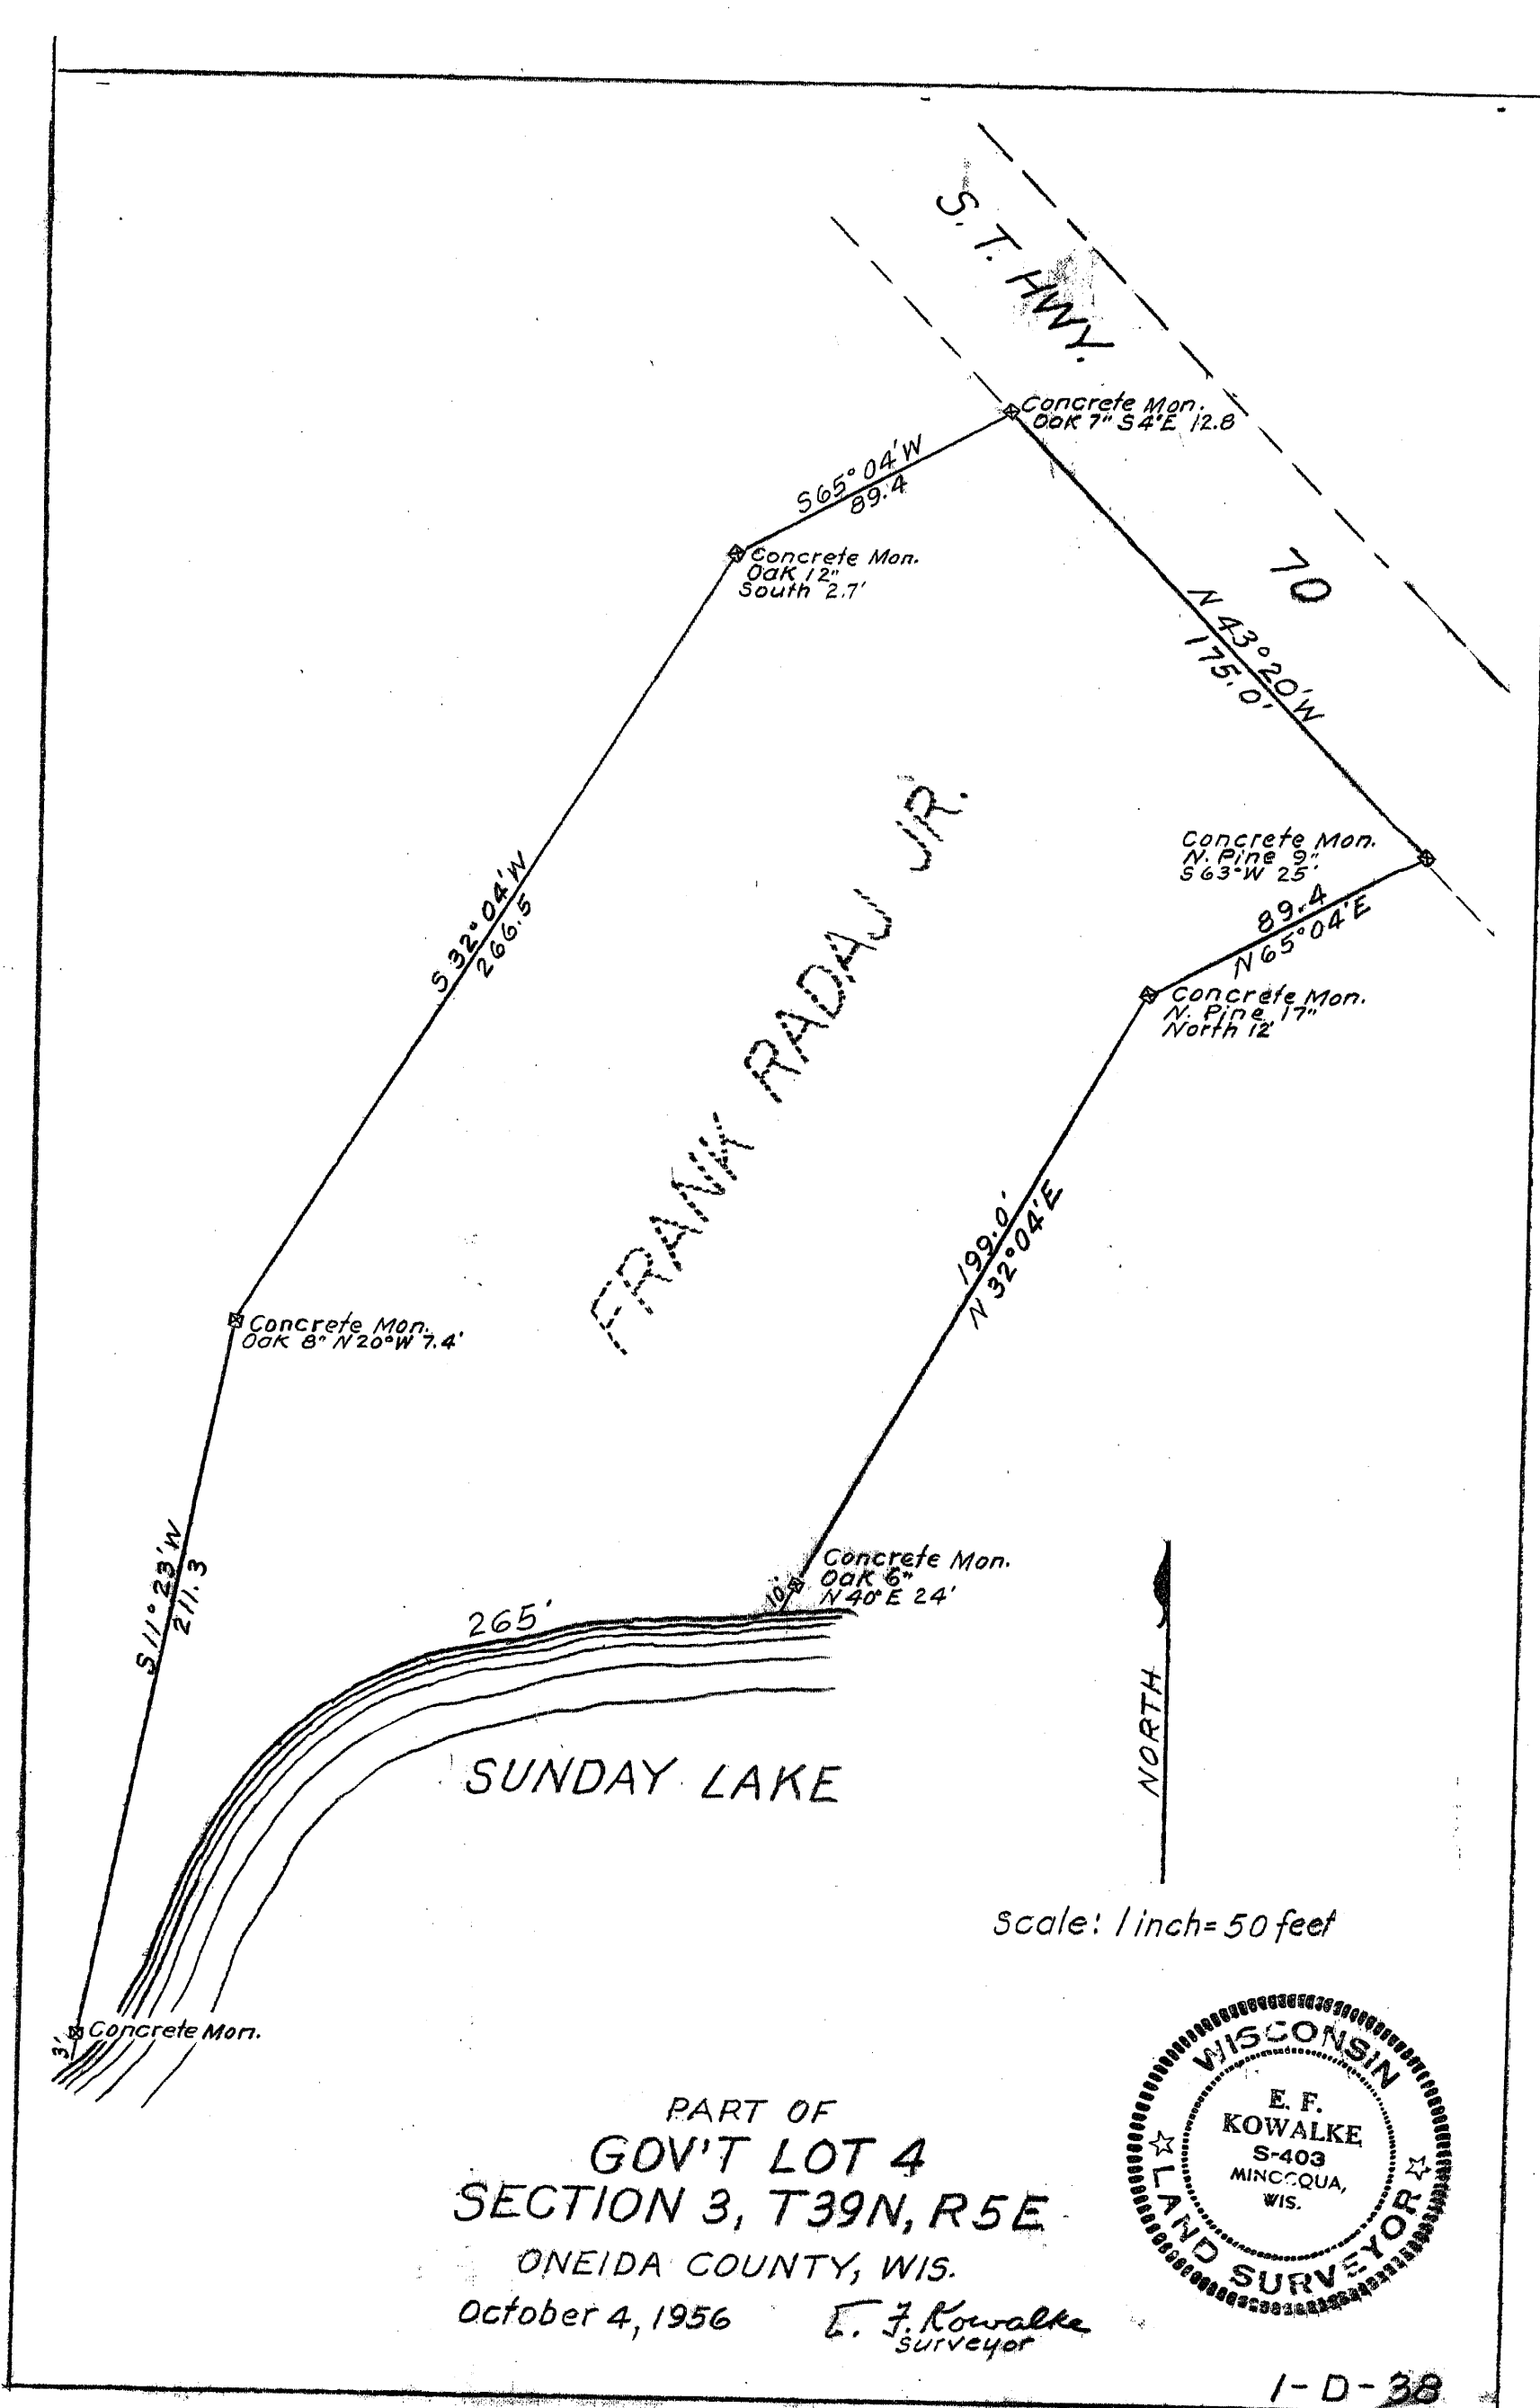 S. T. HWY.
70
Concrete Mon.
Oak 7" S4°E 12.8
S65°04'W
89.4
Concrete Mon.
Oak 12"
South 2.7'
N 43°20'W
175.0'
Concrete Mon.
N. Pine 9"
S 63°W 25'
89.4
N 65°04'E
Concrete Mon.
N. Pine 17"
North 12'
S 32°04'W
266.5
FRANK RADAJ JR.
199.0'
N 32°04'E
Concrete Mon.
Oak 8" N20°W 7.4'
Concrete Mon.
Oak 6"
N 40°E 24'
10'
S 11°23'W
211.3
265'
SUNDAY LAKE
NORTH
Scale: 1 inch= 50 feet
Concrete Mon.
3'
PART OF
GOV'T LOT 4
SECTION 3, T39N, R5E
ONEIDA COUNTY, WIS.
October 4, 1956
E. F. Kowalke
Surveyor
WISCONSIN
E. F.
KOWALKE
S-403
MINOCQUA,
WIS.
LAND SURVEYOR
1-D-38